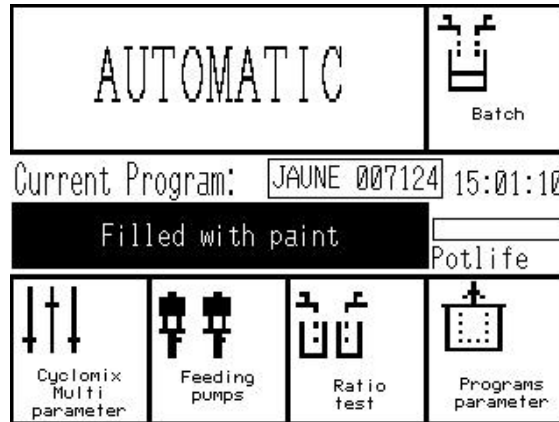 AUTOMATIC
Batch
Current Program: JAUNE 007124 15:01:10
Filled with paint
Potlife
Cyclomix
Multi
parameter
Feeding
pumps
Ratio
test
Programs
parameter